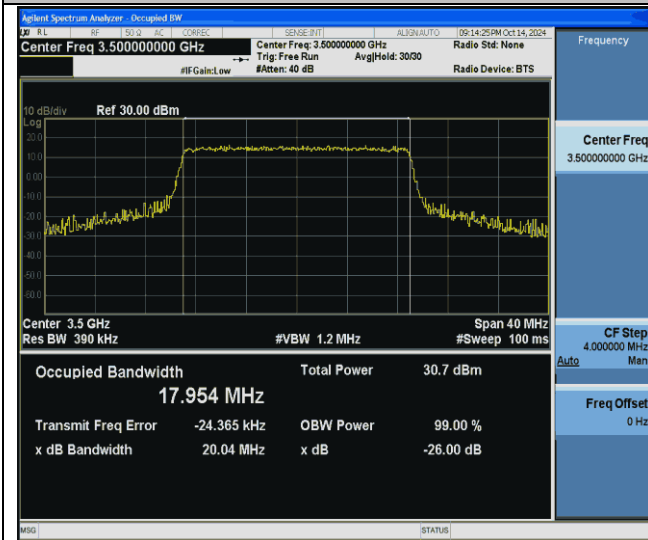 Agilent Spectrum Analyzer - Occupied BW
RL RF 50 Ω AC CORREC SENSE:INT ALIGNAUTO 09:14:25PM Oct 14, 2024
Center Freq 3.500000000 GHz
Center Freq: 3.500000000 GHz
Radio Std: None
Trig: Free Run Avg|Hold: 30/30
#IFGain:Low #Atten: 40 dB Radio Device: BTS
10 dB/div Ref 30.00 dBm
Log
20.0
10.0
0.00
-10.0
-20.0
-30.0
-40.0
-50.0
-60.0
Center 3.5 GHz Span 40 MHz
Res BW 390 kHz #VBW 1.2 MHz #Sweep 100 ms
Occupied Bandwidth Total Power 30.7 dBm
17.954 MHz
Transmit Freq Error -24.365 kHz OBW Power 99.00 %
x dB Bandwidth 20.04 MHz x dB -26.00 dB
MSG STATUS
Frequency
Center Freq
3.500000000 GHz
CF Step
4.000000 MHz
Auto Man
Freq Offset
0 Hz